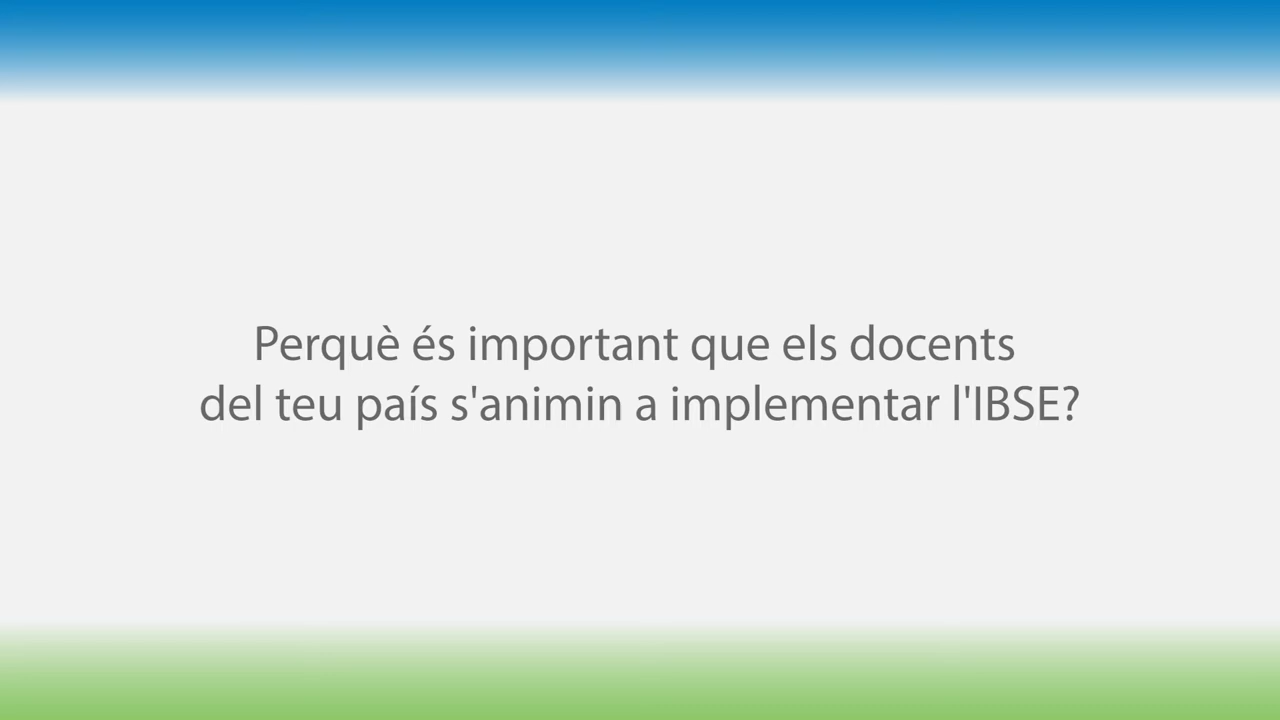 Perquè és important que els docents
del teu país s'animin a implementar l'IBSE?